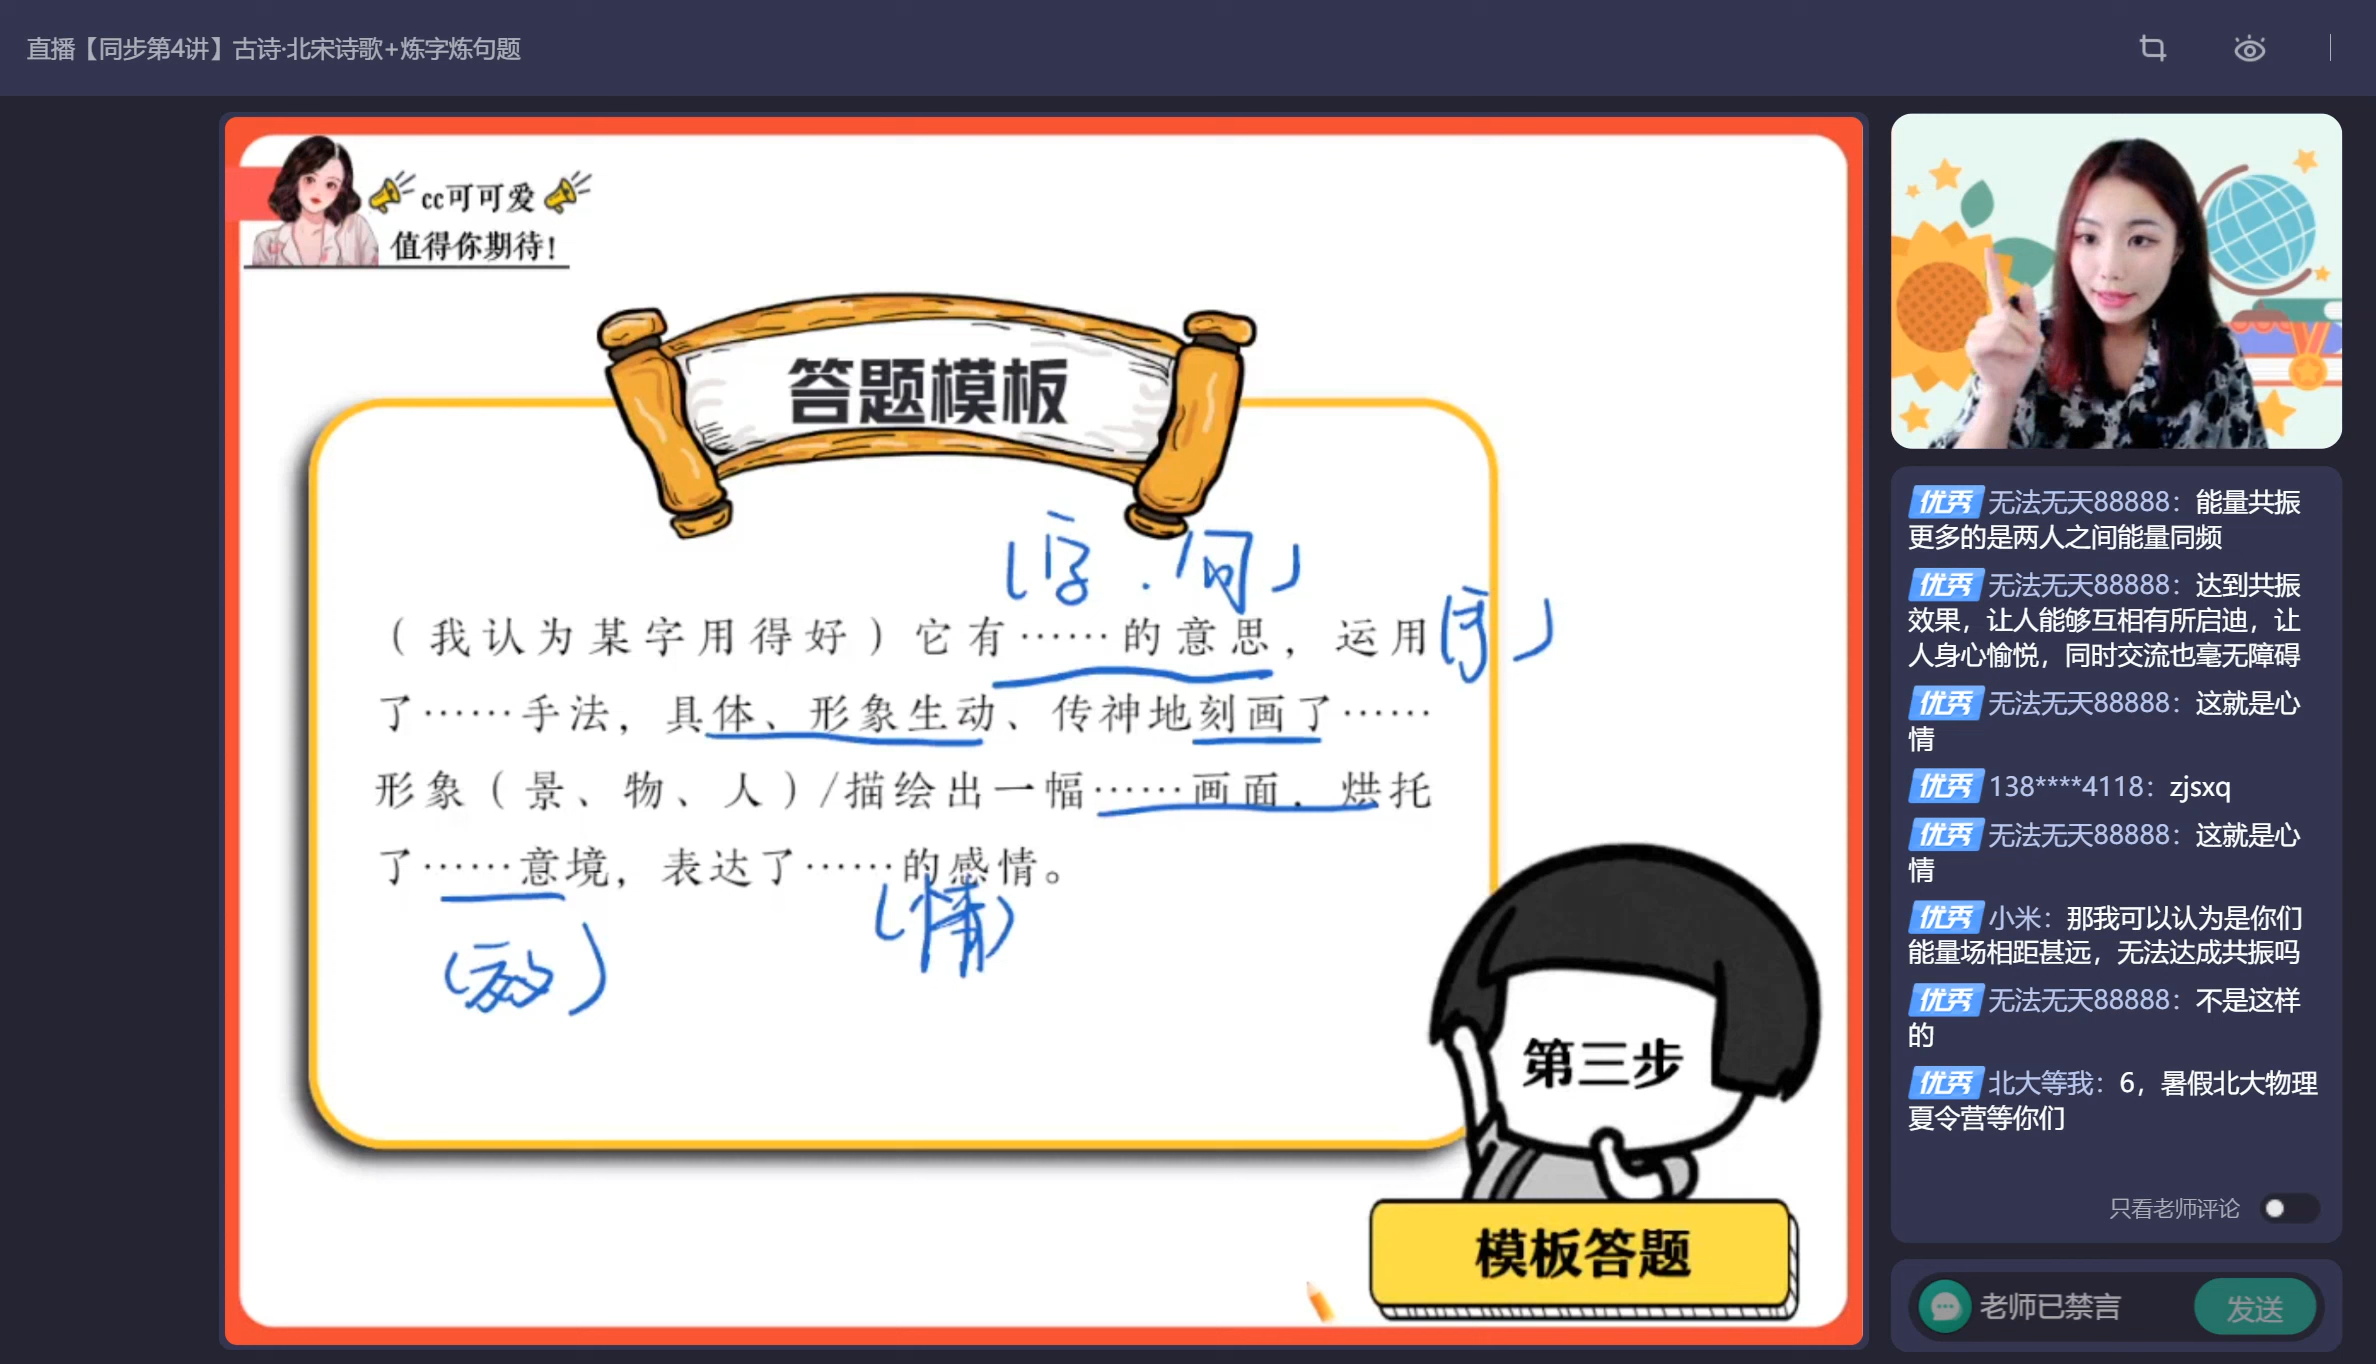 直播【同步第4讲】古诗·北宋诗歌+炼字炼句题
cc可可爱
值得你期待!
答题模板
(字·句)
(我认为某字用得好)它有……的意思，运用
了……手法，具体、形象生动、传神地刻画了……
形象(景、物、人)/描绘出一幅……画面，烘托
了……意境，表达了……的感情。
(情)
第三步
模板答题
优秀 无法无天88888：能量共振
更多的是两人之间能量同频
优秀 无法无天88888：达到共振
效果，让人能够互相有所启迪，让
人身心愉悦，同时交流也毫无障碍
优秀 无法无天88888：这就是心
情
优秀 138****4118：zjsxq
优秀 无法无天88888：这就是心
情
优秀 小米：那我可以认为是你们
能量场相距甚远，无法达成共振吗
优秀 无法无天88888：不是这样
的
优秀 北大等我：6，暑假北大物理
夏令营等你们
只看老师评论
老师已禁言
发送